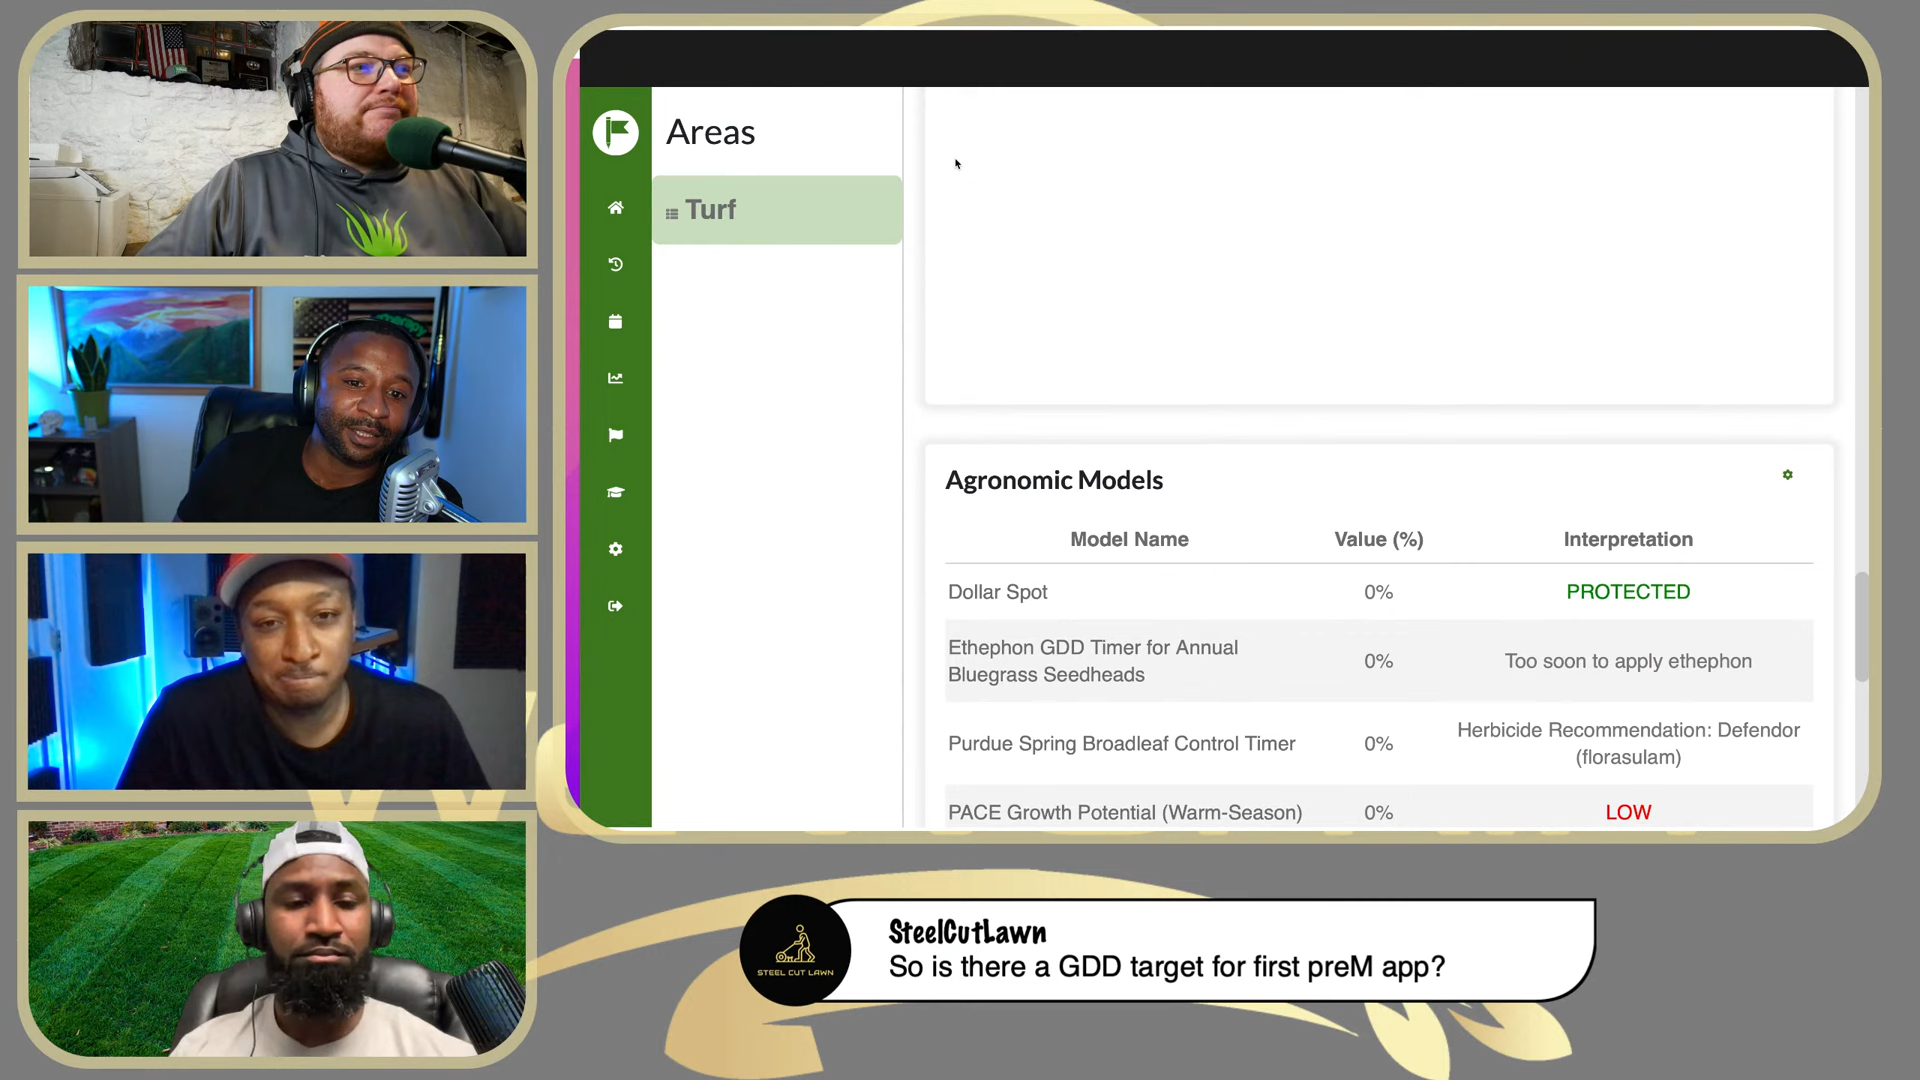 Areas
Turf
Agronomic Models
Model Name Value (%) Interpretation
Dollar Spot 0% PROTECTED
Ethephon GDD Timer for Annual
Bluegrass Seedheads 0% Too soon to apply ethephon
Purdue Spring Broadleaf Control Timer 0% Herbicide Recommendation: Defendor
(florasulam)
PACE Growth Potential (Warm-Season) 0% LOW
STEEL CUT LAWN
SteelCutLawn
So is there a GDD target for first preM app?